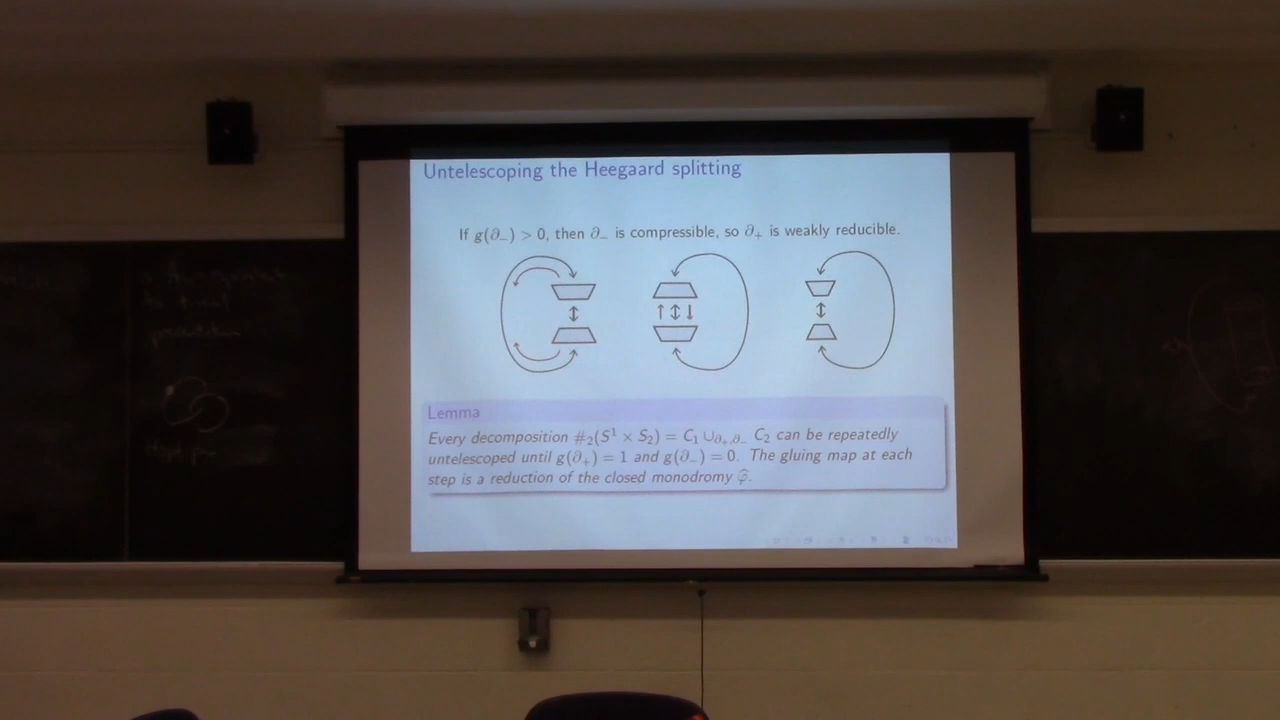 Untelescoping the Heegaard splitting
If g(∂₋) > 0, then ∂₋ is compressible, so ∂₊ is weakly reducible.
Lemma
Every decomposition #₂(S¹ × S₂) = C₁ ∪∂₊,∂₋ C₂ can be repeatedly
untelescoped until g(∂₊) = 1 and g(∂₋) = 0. The gluing map at each
step is a reduction of the closed monodromy φ̂.